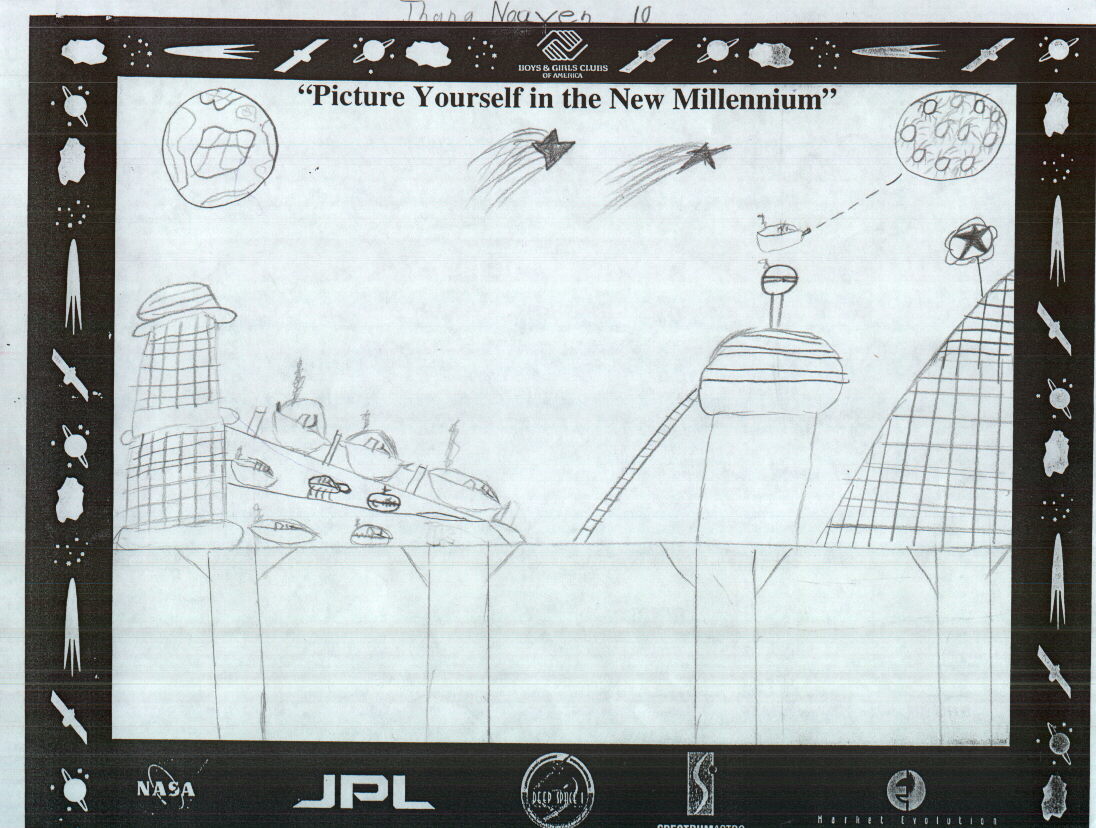 Thang Nguyen 10
BOYS & GIRLS CLUBS
OF AMERICA
“Picture Yourself in the New Millennium”
NASA
JPL
DEEP SPACE 1
SPECTRUMASTRO
Market Evolution